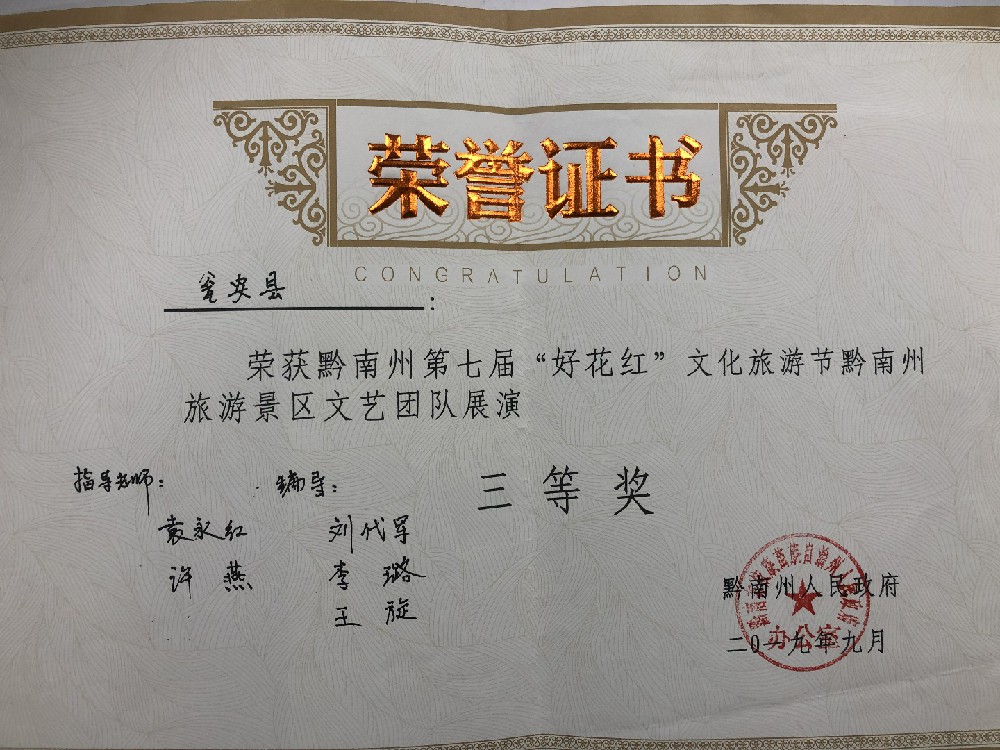 荣誉证书
CONGRATULATION
瓮安县:
荣获黔南州第七届“好花红”文化旅游节黔南州
旅游景区文艺团队展演
三等奖
指导老师: 辅导:
袁永红 刘代军
许燕 李璐
王旋
黔南州人民政府
二〇一九年九月
办公室